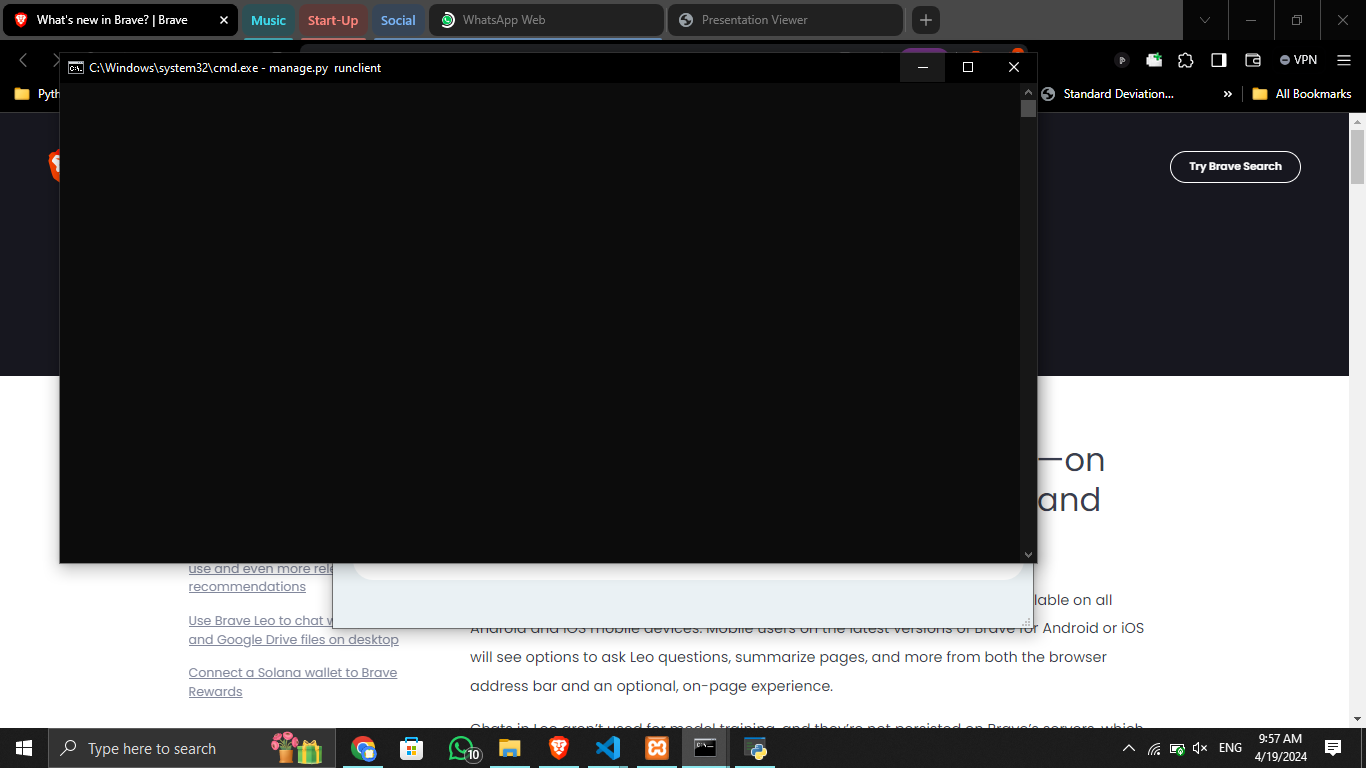 What's new in Brave? | Brave
Music
Start-Up
Social
WhatsApp Web
Presentation Viewer
VPN
C:\Windows\system32\cmd.exe - manage.py runclient
Standard Deviation...
»
All Bookmarks
Try Brave Search
—on
and
use and even more
recommendations
Use Brave Leo to chat
and Google Drive files on desktop
Connect a Solana wallet to Brave
Rewards
on all
Android and iOS mobile devices. Mobile users on the latest versions of Brave for Android or iOS
will see options to ask Leo questions, summarize pages, and more from both the browser
address bar and an optional, on-page experience.
Chats in Leo aren't used for model training, and they're not persisted on Brave's servers, which
Type here to search
10
ENG
9:57 AM
4/19/2024